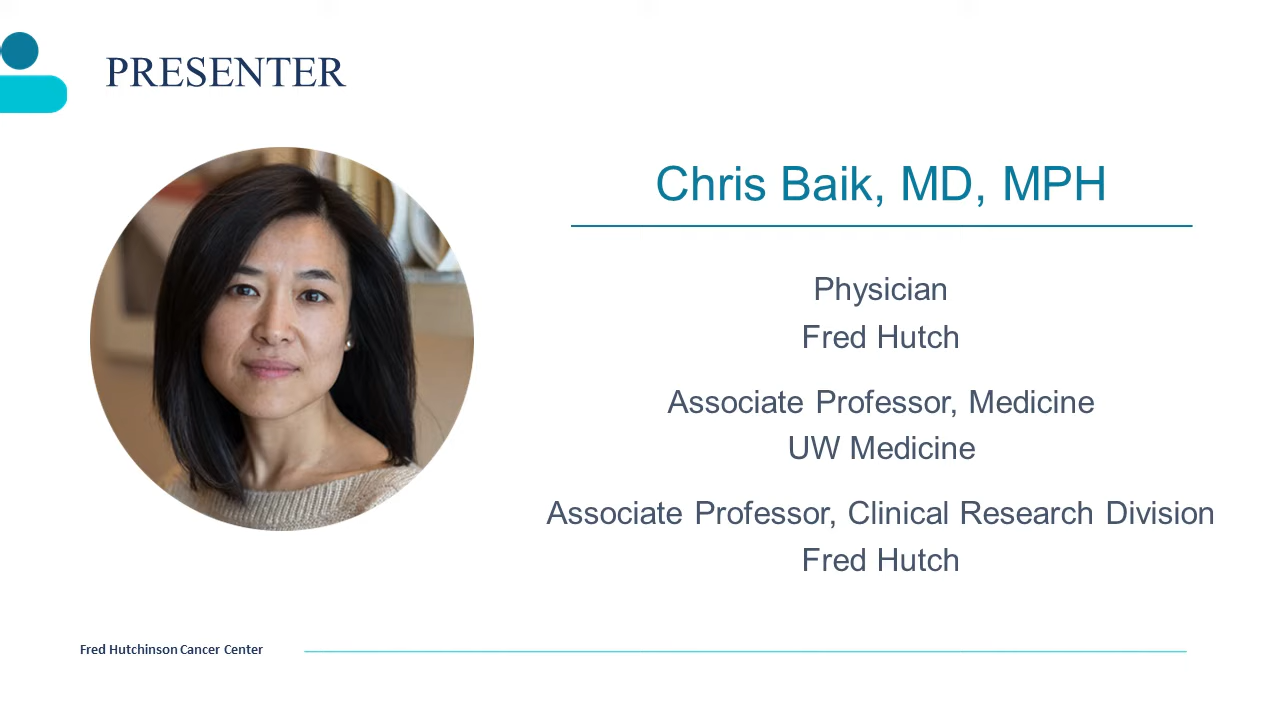 PRESENTER
Chris Baik, MD, MPH
Physician
Fred Hutch
Associate Professor, Medicine
UW Medicine
Associate Professor, Clinical Research Division
Fred Hutch
Fred Hutchinson Cancer Center